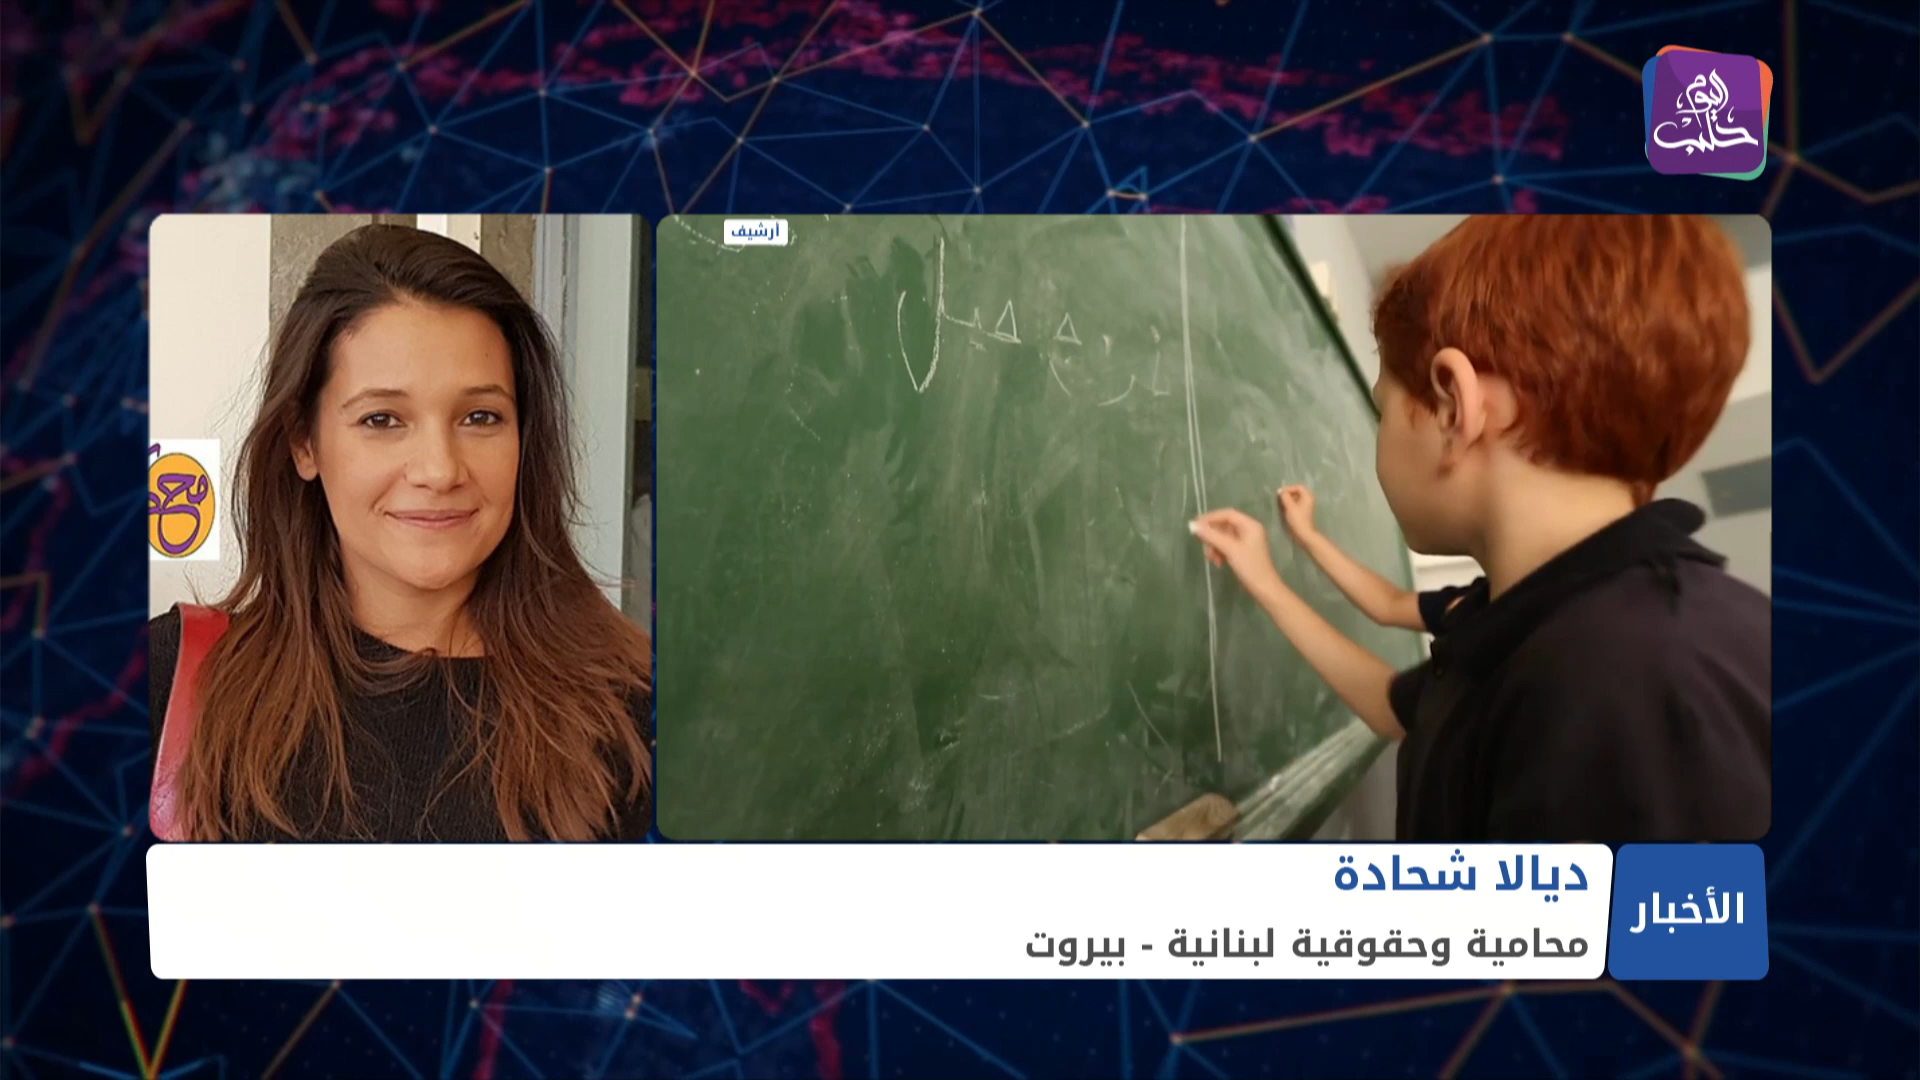 حلب اليوم
أرشيف
ديالا شحادة
محامية وحقوقية لبنانية - بيروت
الأخبار